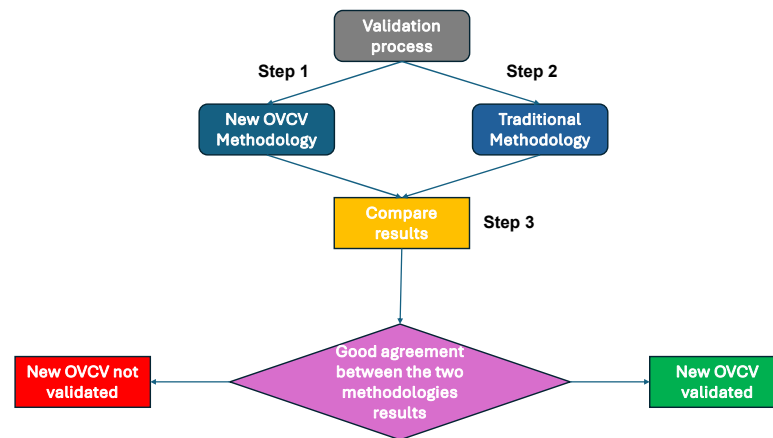 Validation
process
Step 1
Step 2
New OVCV
Methodology
Traditional
Methodology
Compare
results
Step 3
Good agreement
between the two
methodologies
results
New OVCV not
validated
New OVCV
validated